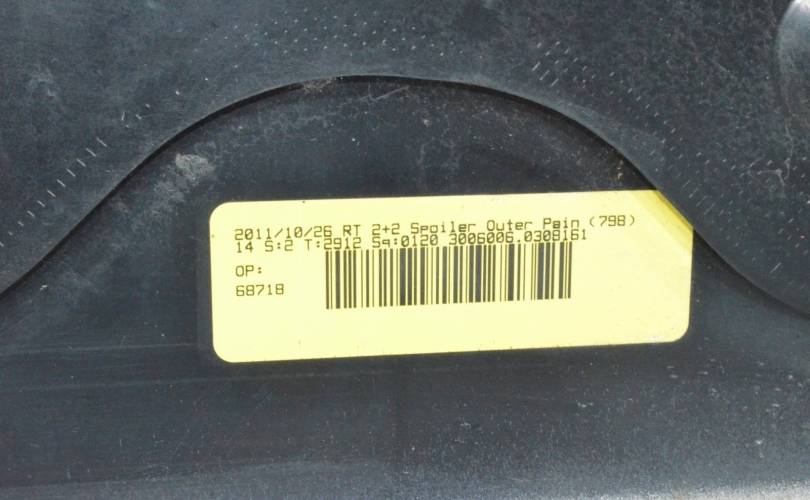 2011/10/26 RT 2+2 Spoiler Outer Pain (798)
14 S:2 T:2912 Sq:0120 3006006.0308161
OP:
68718